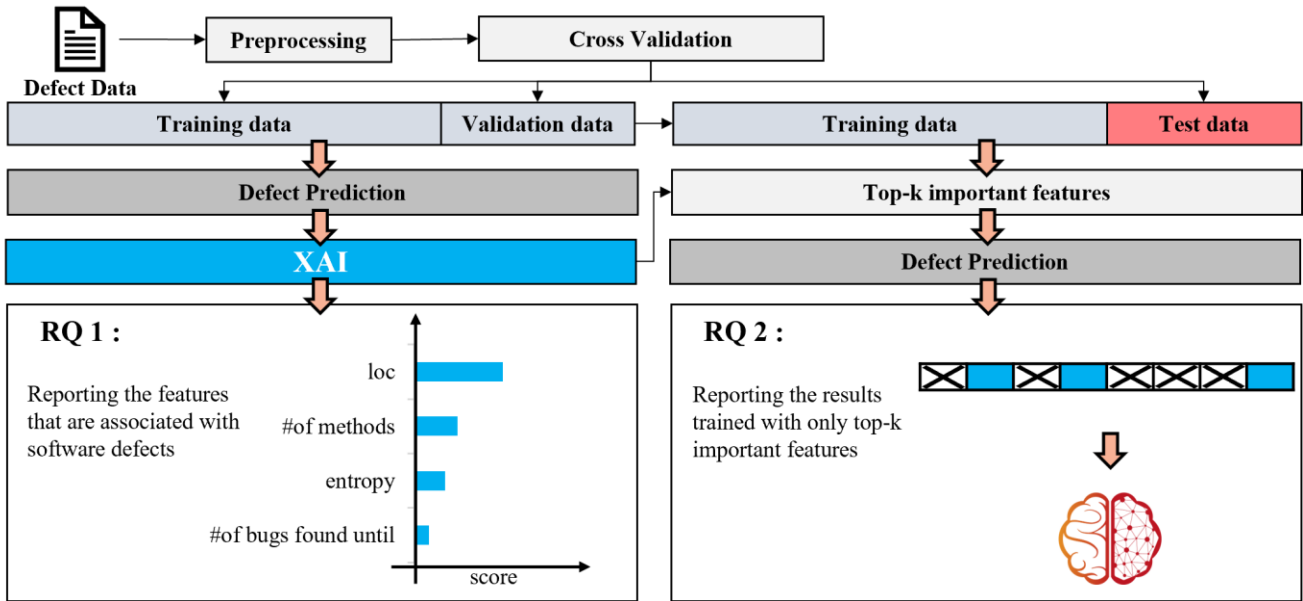 Preprocessing
Cross Validation
Defect Data
Training data
Validation data
Training data
Test data
Defect Prediction
Top-k important features
XAI
Defect Prediction
RQ 1 :
Reporting the features
that are associated with
software defects
loc
#of methods
entropy
#of bugs found until
score
RQ 2 :
Reporting the results
trained with only top-k
important features